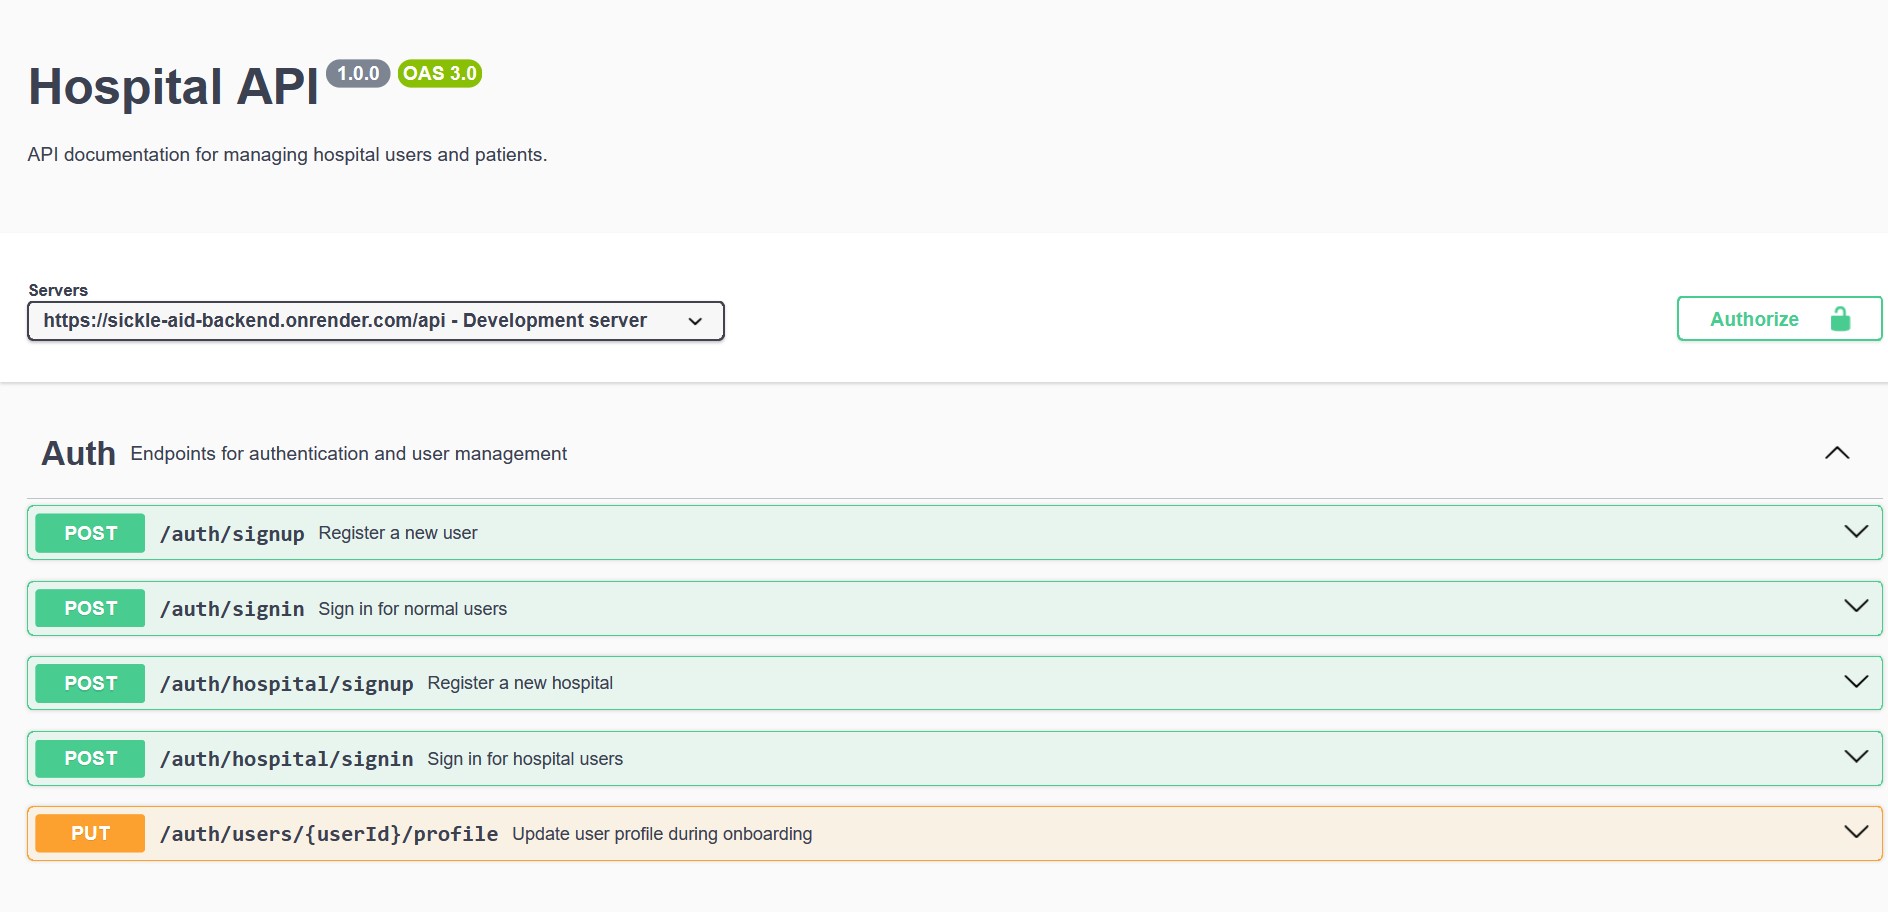 Hospital API 1.0.0 OAS 3.0
API documentation for managing hospital users and patients.
Servers
https://sickle-aid-backend.onrender.com/api - Development server
Authorize
Auth Endpoints for authentication and user management
POST /auth/signup Register a new user
POST /auth/signin Sign in for normal users
POST /auth/hospital/signup Register a new hospital
POST /auth/hospital/signin Sign in for hospital users
PUT /auth/users/{userId}/profile Update user profile during onboarding